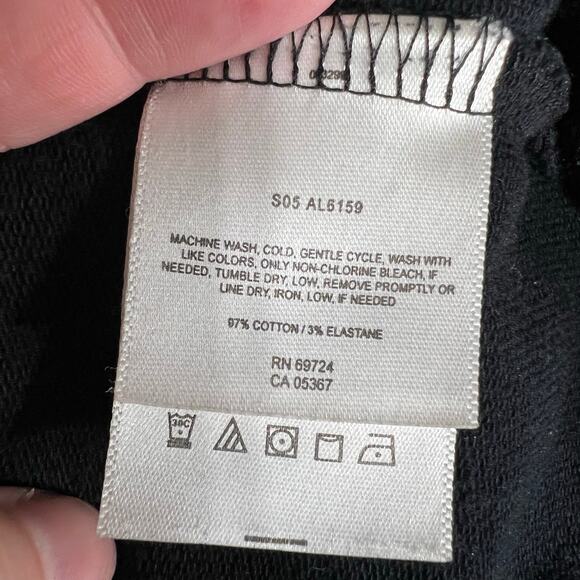 S05 AL6159
MACHINE WASH, COLD, GENTLE CYCLE, WASH WITH
LIKE COLORS, ONLY NON-CHLORINE BLEACH, IF
NEEDED, TUMBLE DRY, LOW, REMOVE PROMPTLY OR
LINE DRY, IRON, LOW, IF NEEDED
97% COTTON / 3% ELASTANE
RN 69724
CA 05367
30C